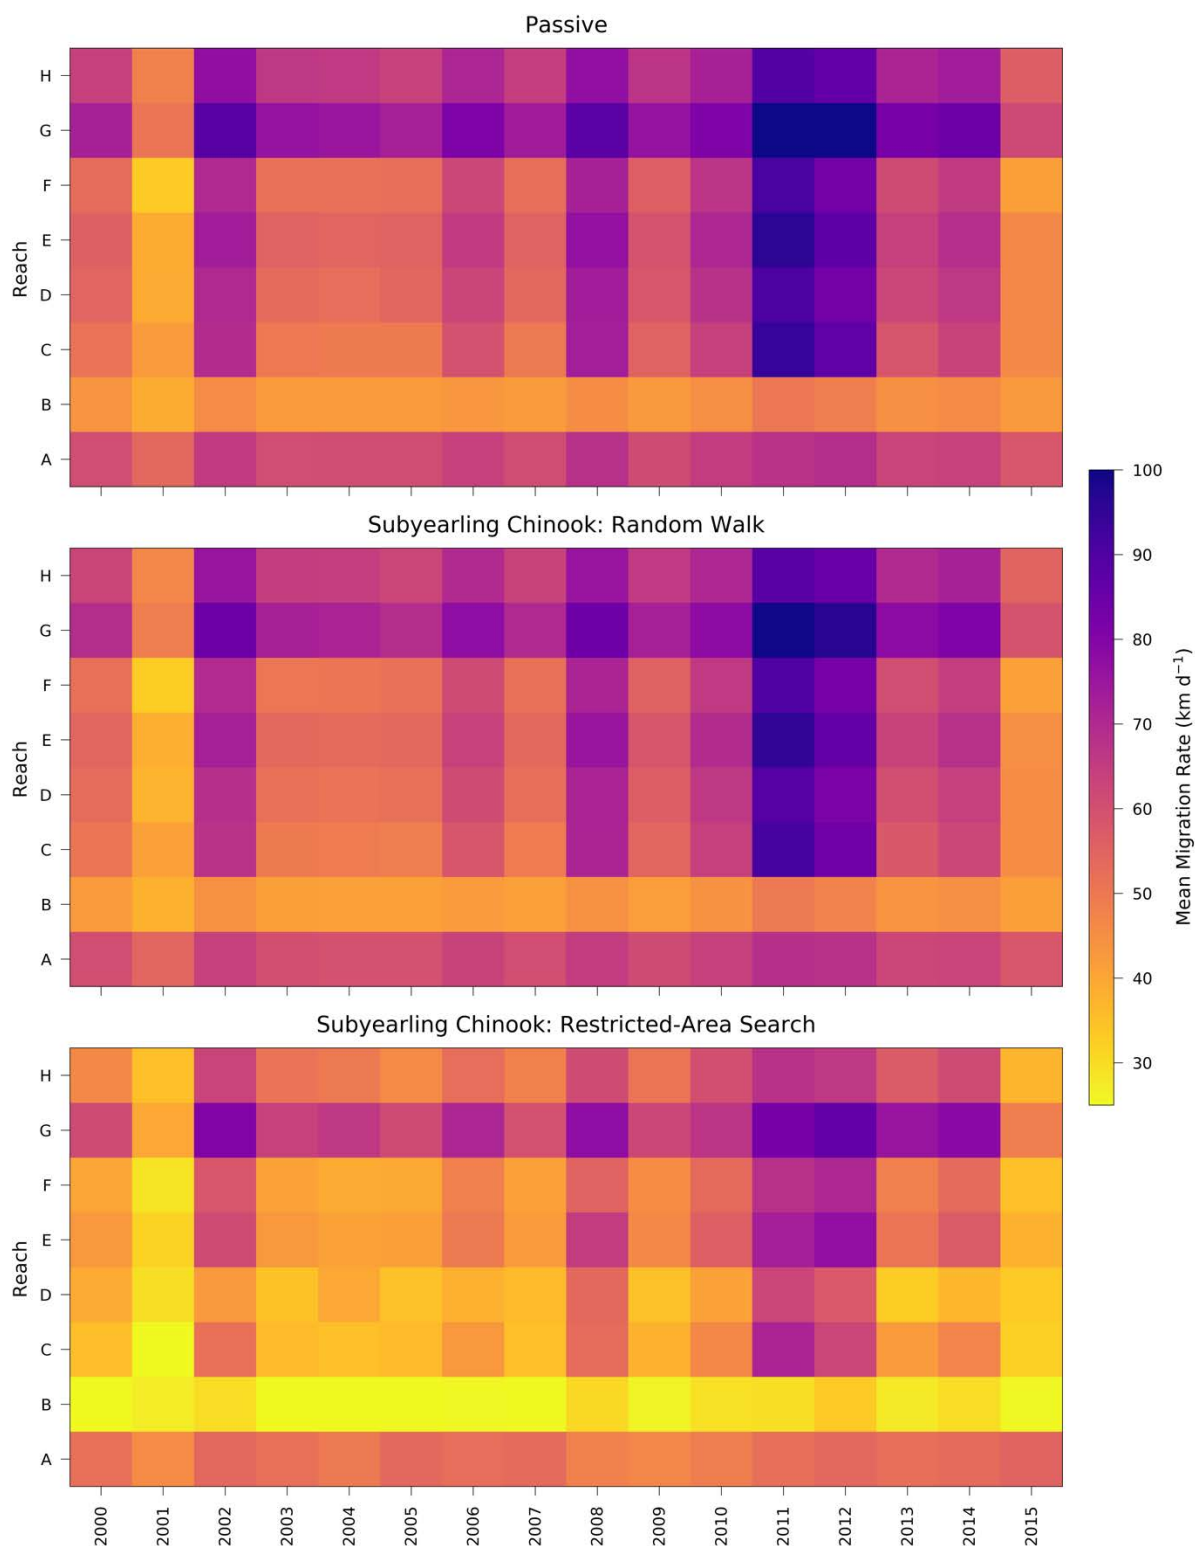 Passive
H
G
F
E
D
C
B
A
Reach
Subyearling Chinook: Random Walk
H
G
F
E
D
C
B
A
Reach
Subyearling Chinook: Restricted-Area Search
H
G
F
E
D
C
B
A
Reach
2000
2001
2002
2003
2004
2005
2006
2007
2008
2009
2010
2011
2012
2013
2014
2015
100
90
80
70
60
50
40
30
Mean Migration Rate (km d⁻¹)